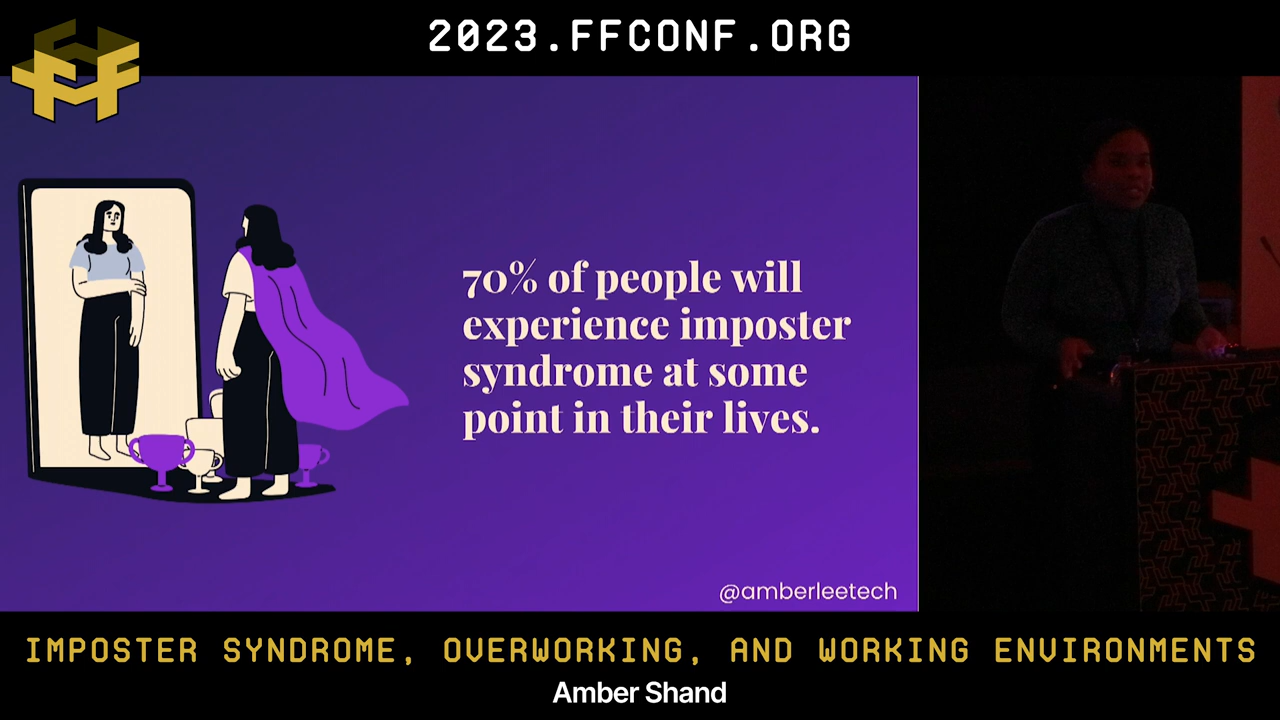 2023.FFCONF.ORG
70% of people will
experience imposter
syndrome at some
point in their lives.
@amberleetech
IMPOSTER SYNDROME, OVERWORKING, AND WORKING ENVIRONMENTS
Amber Shand